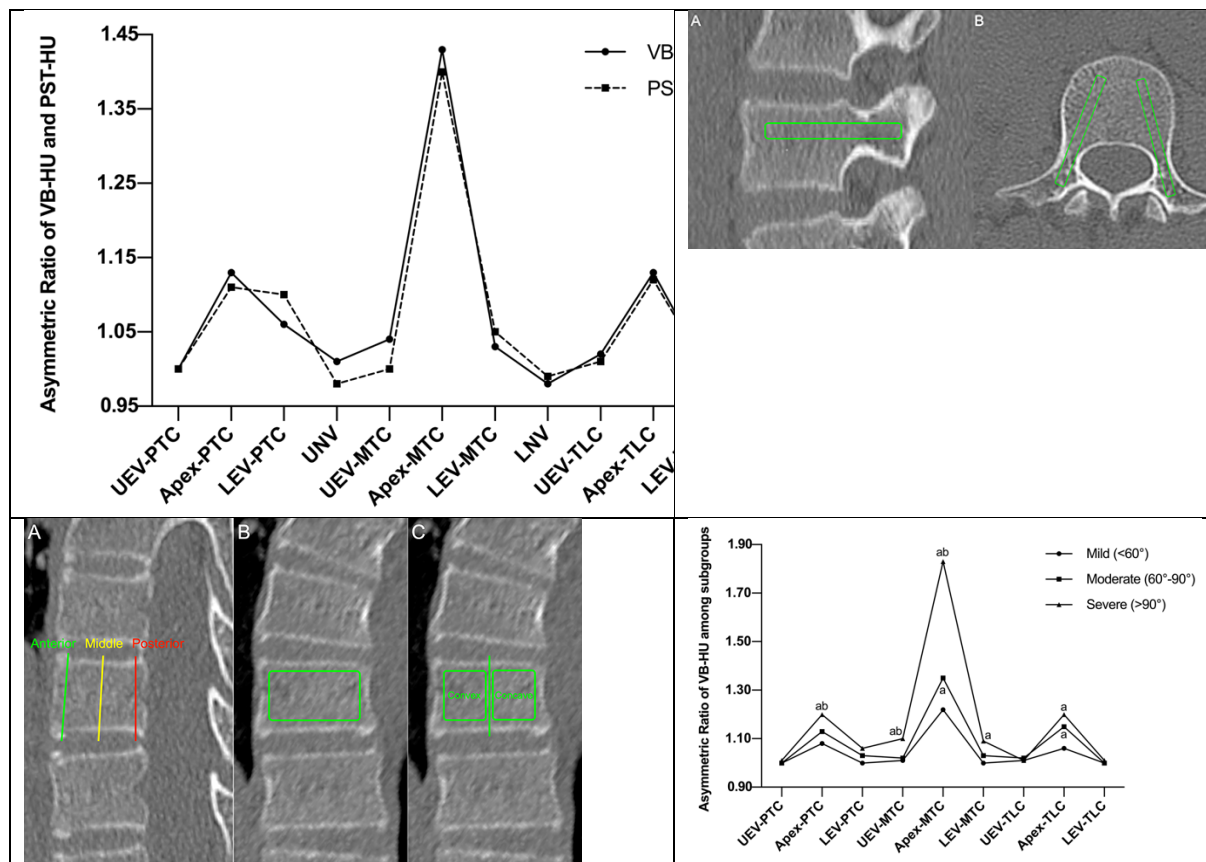 1.45
1.35
1.25
1.15
1.05
0.95
Asymmetric Ratio of VB-HU and PST-HU
VB
PS
UEV-PTC
Apex-PTC
LEV-PTC
UNV
UEV-MTC
Apex-MTC
LEV-MTC
LNV
UEV-TLC
Apex-TLC
LEV-
A
B
A
B
C
Anterior
Middle
Posterior
Convex
Concave
Asymmetric Ratio of VB-HU among subgroups
1.90
1.70
1.50
1.30
1.10
0.90
Mild (<60°)
Moderate (60°-90°)
Severe (>90°)
ab
ab
ab
a
a
a
a
UEV-PTC
Apex-PTC
LEV-PTC
UEV-MTC
Apex-MTC
LEV-MTC
UEV-TLC
Apex-TLC
LEV-TLC